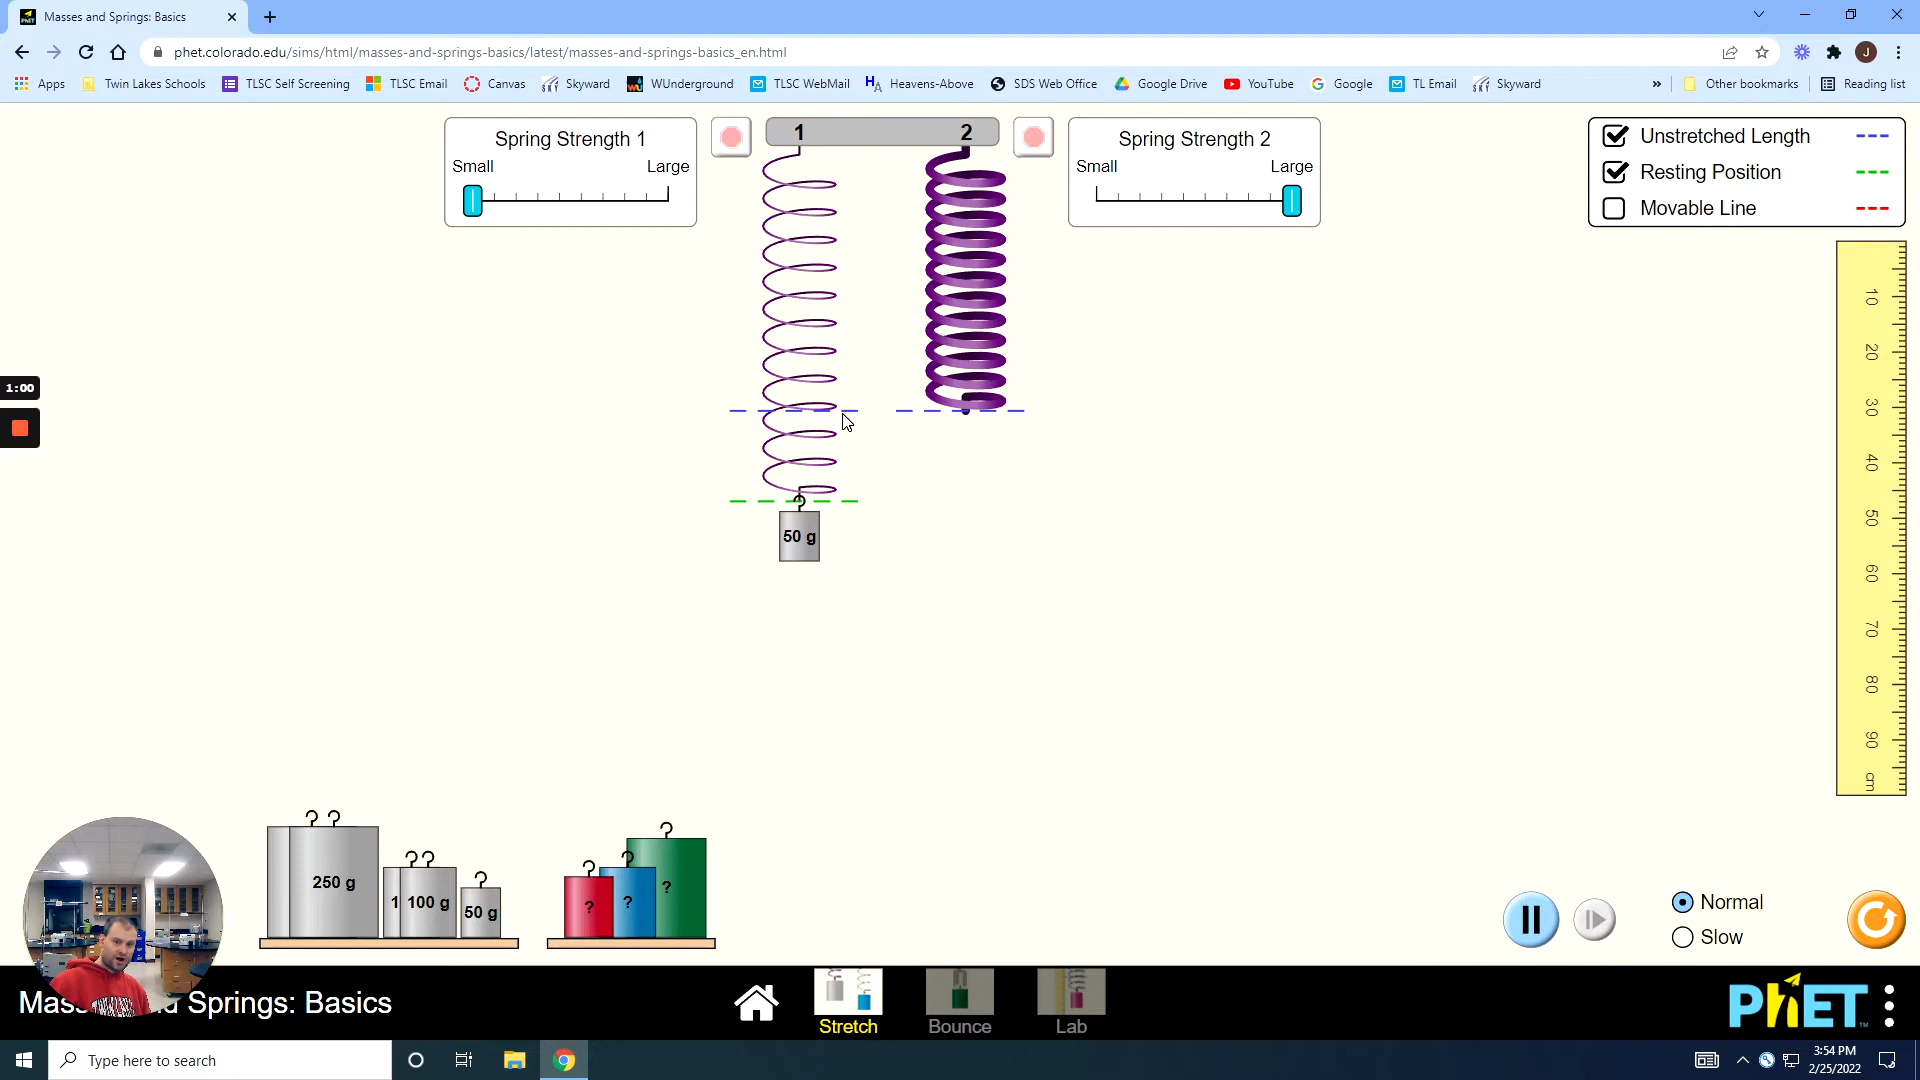 Masses and Springs: Basics
phet.colorado.edu/sims/html/masses-and-springs-basics/latest/masses-and-springs-basics_en.html
J
Apps
Twin Lakes Schools
TLSC Self Screening
TLSC Email
Canvas
Skyward
WUnderground
TLSC WebMail
Heavens-Above
SDS Web Office
Google Drive
YouTube
Google
TL Email
Skyward
»
Other bookmarks
Reading list
Spring Strength 1
Small Large
1 2
Spring Strength 2
Small Large
Unstretched Length
Resting Position
Movable Line
10
20
30
40
50
60
70
80
90
cm
1:00
50 g
250 g
1
100 g
50 g
?
?
?
Normal
Slow
Mas d Springs: Basics
Stretch
Bounce
Lab
PhET
Type here to search
3:54 PM
2/25/2022